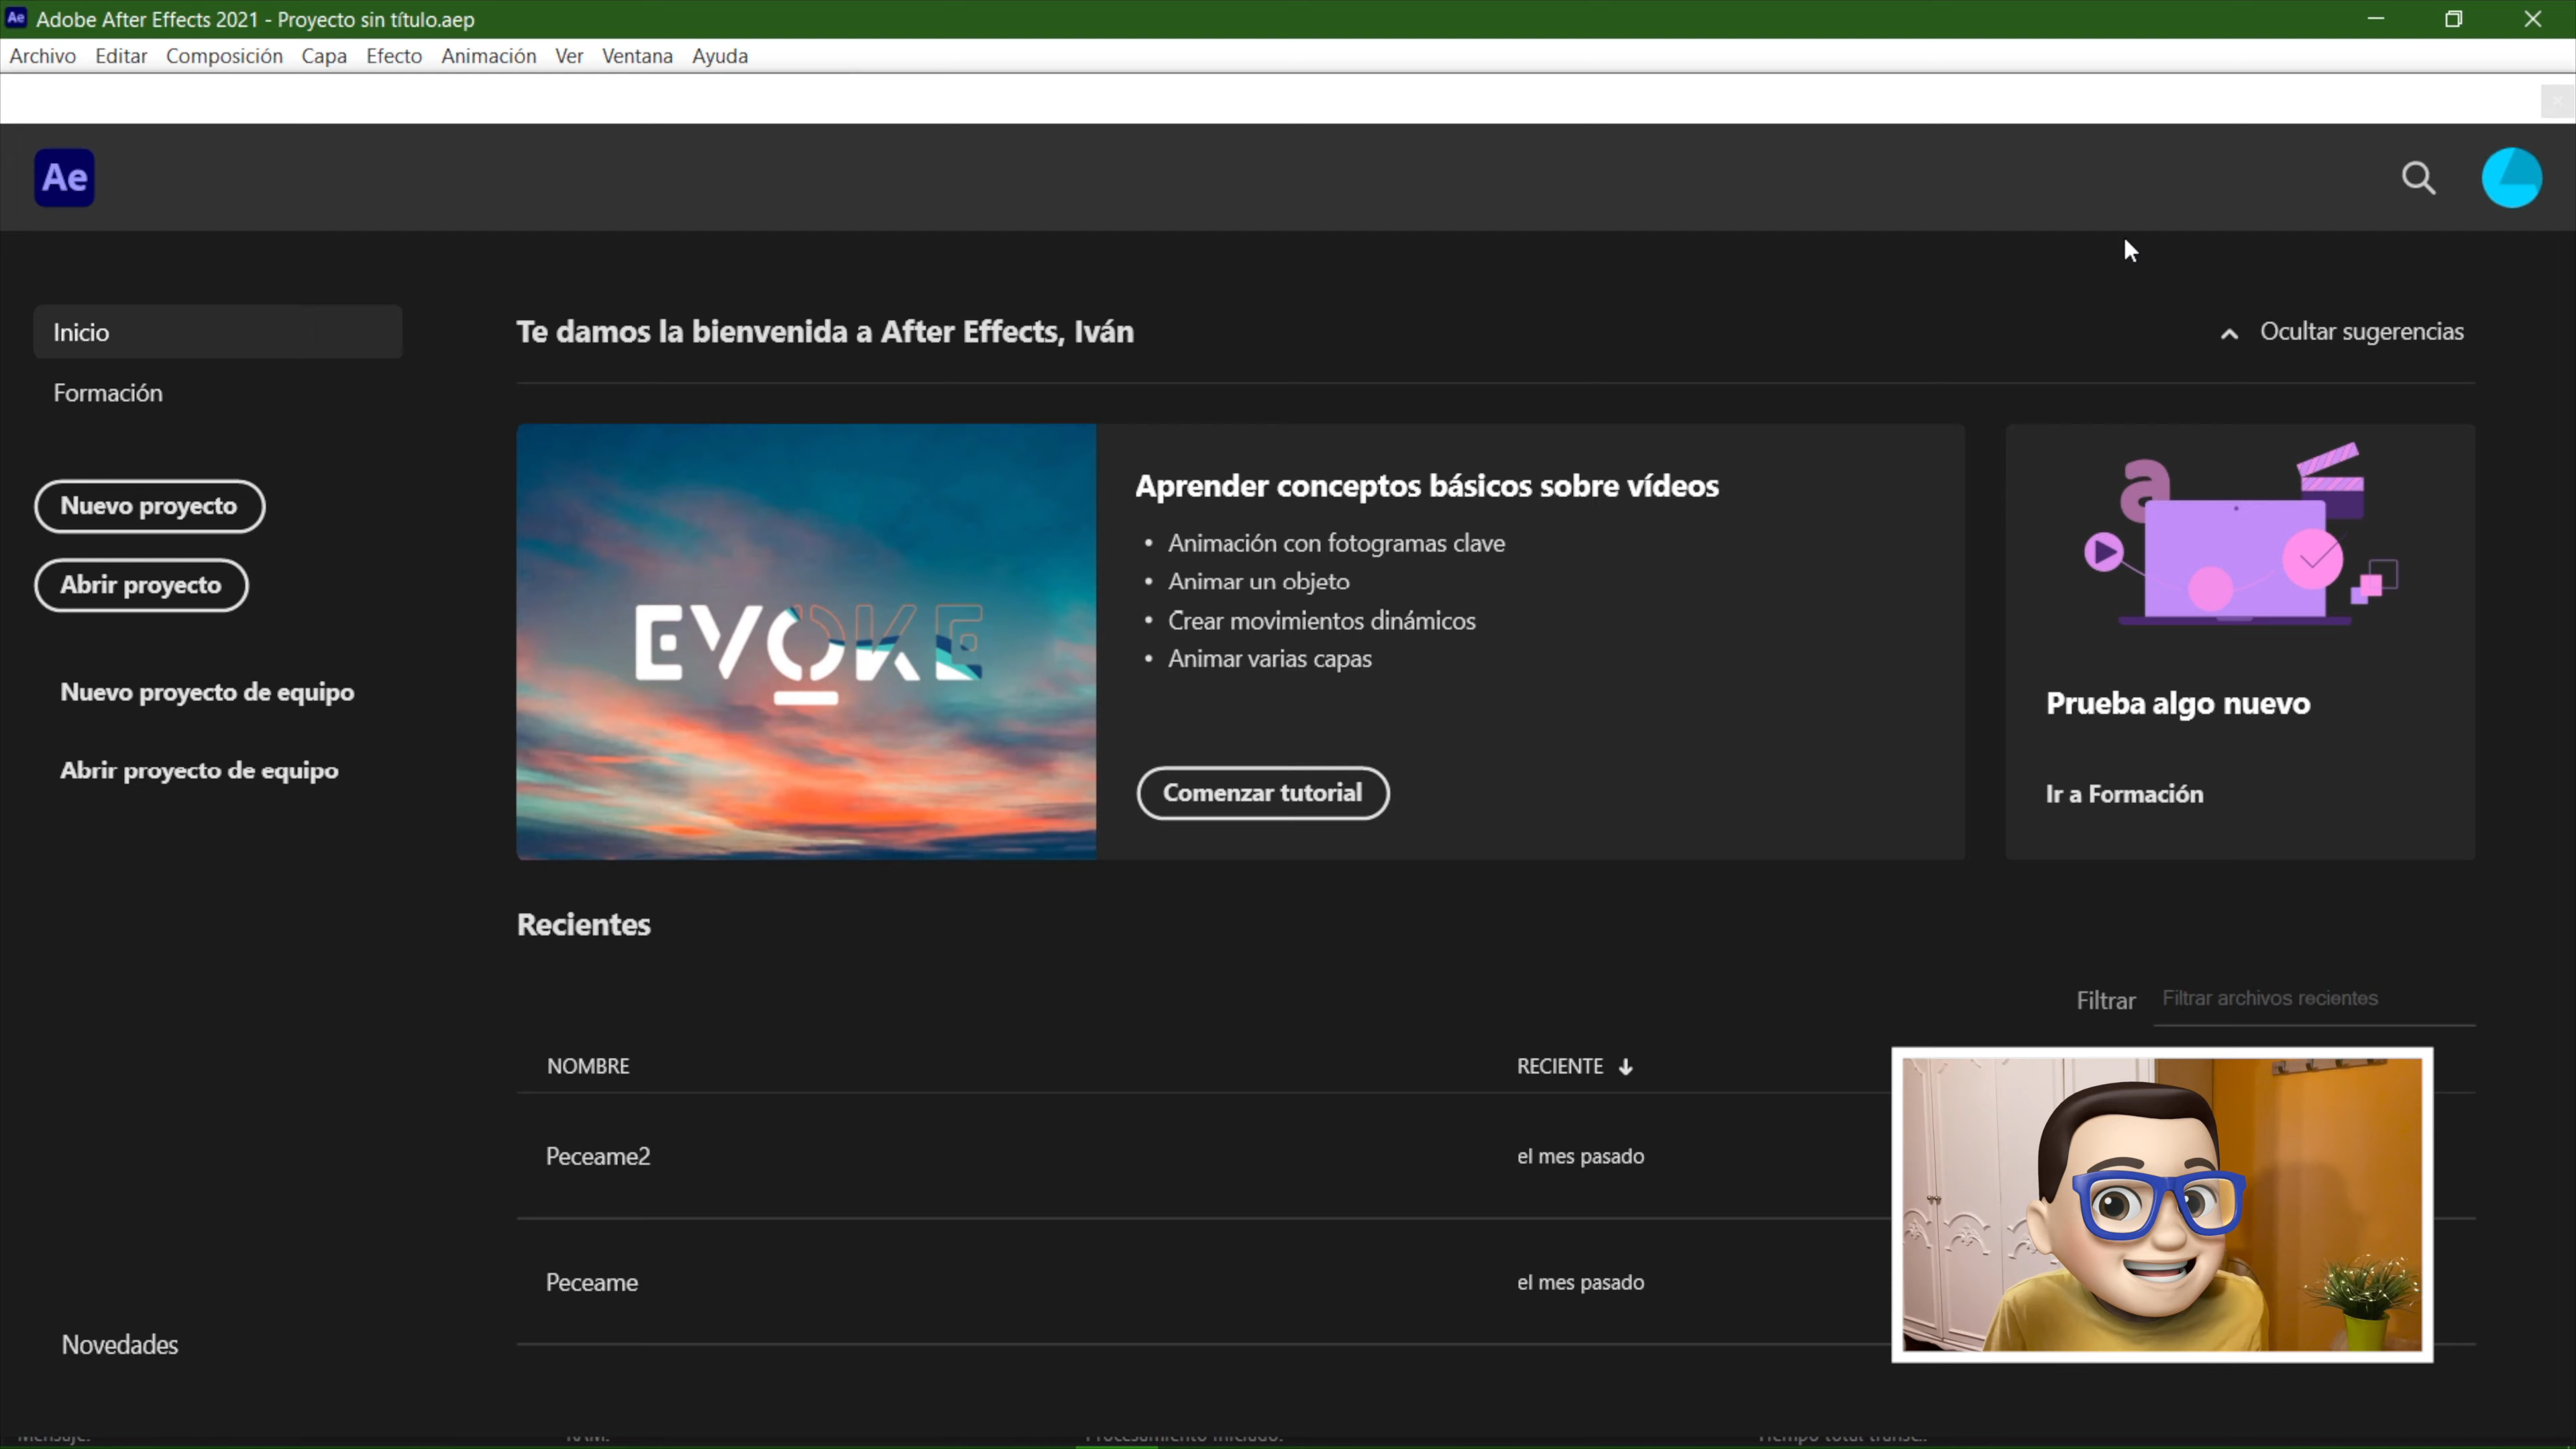 Ae Adobe After Effects 2021 - Proyecto sin título.aep
Archivo Editar Composición Capa Efecto Animación Ver Ventana Ayuda
Ae
Inicio
Formación
Nuevo proyecto
Abrir proyecto
Nuevo proyecto de equipo
Abrir proyecto de equipo
Novedades
Te damos la bienvenida a After Effects, Iván
Ocultar sugerencias
EVOKE
Aprender conceptos básicos sobre vídeos
• Animación con fotogramas clave
• Animar un objeto
• Crear movimientos dinámicos
• Animar varias capas
Comenzar tutorial
a
Prueba algo nuevo
Ir a Formación
Recientes
Filtrar Filtrar archivos recientes
NOMBRE RECIENTE
Peceame2 el mes pasado
Peceame el mes pasado